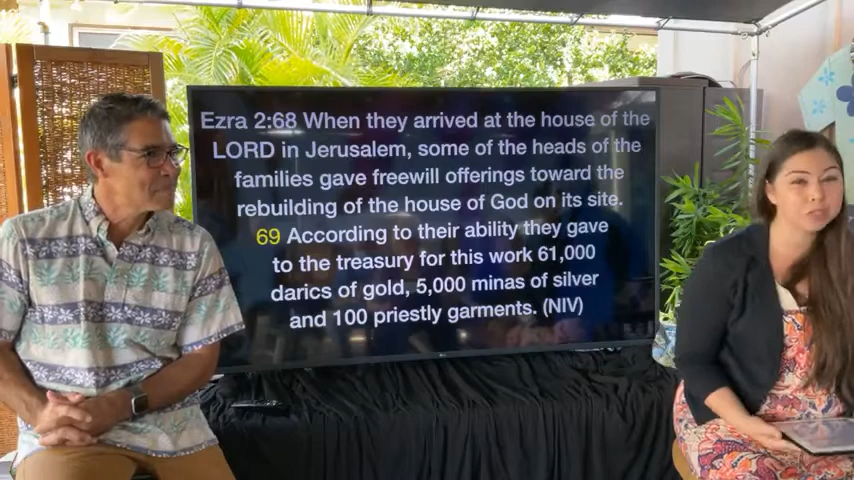 Ezra 2:68 When they arrived at the house of the
LORD in Jerusalem, some of the heads of the
families gave freewill offerings toward the
rebuilding of the house of God on its site.
69 According to their ability they gave
to the treasury for this work 61,000
darics of gold, 5,000 minas of silver
and 100 priestly garments. (NIV)